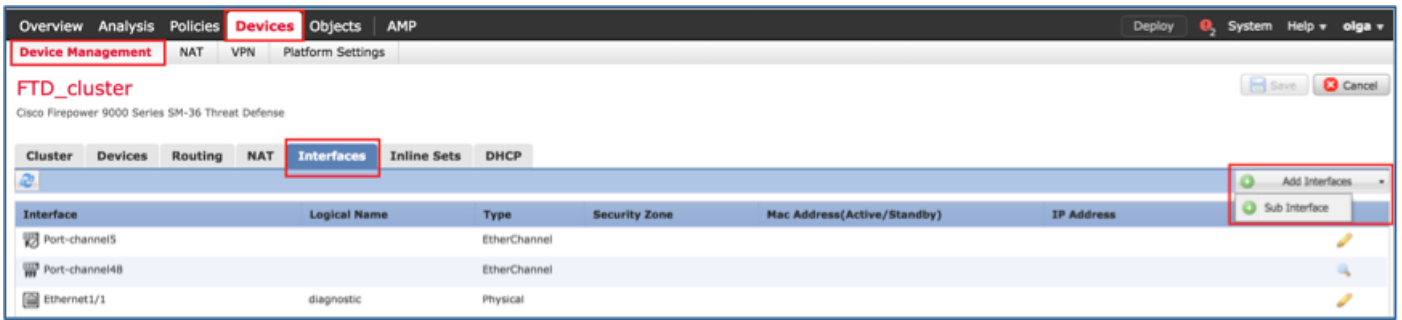 Overview Analysis Policies Devices Objects AMP Deploy 2 System Help olga
Device Management NAT VPN Platform Settings
FTD_cluster Save Cancel
Cisco Firepower 9000 Series SM-36 Threat Defense
Cluster Devices Routing NAT Interfaces Inline Sets DHCP
Add Interfaces
Sub Interface
Interface Logical Name Type Security Zone Mac Address(Active/Standby) IP Address
Port-channel5 EtherChannel
Port-channel48 EtherChannel
Ethernet1/1 diagnostic Physical